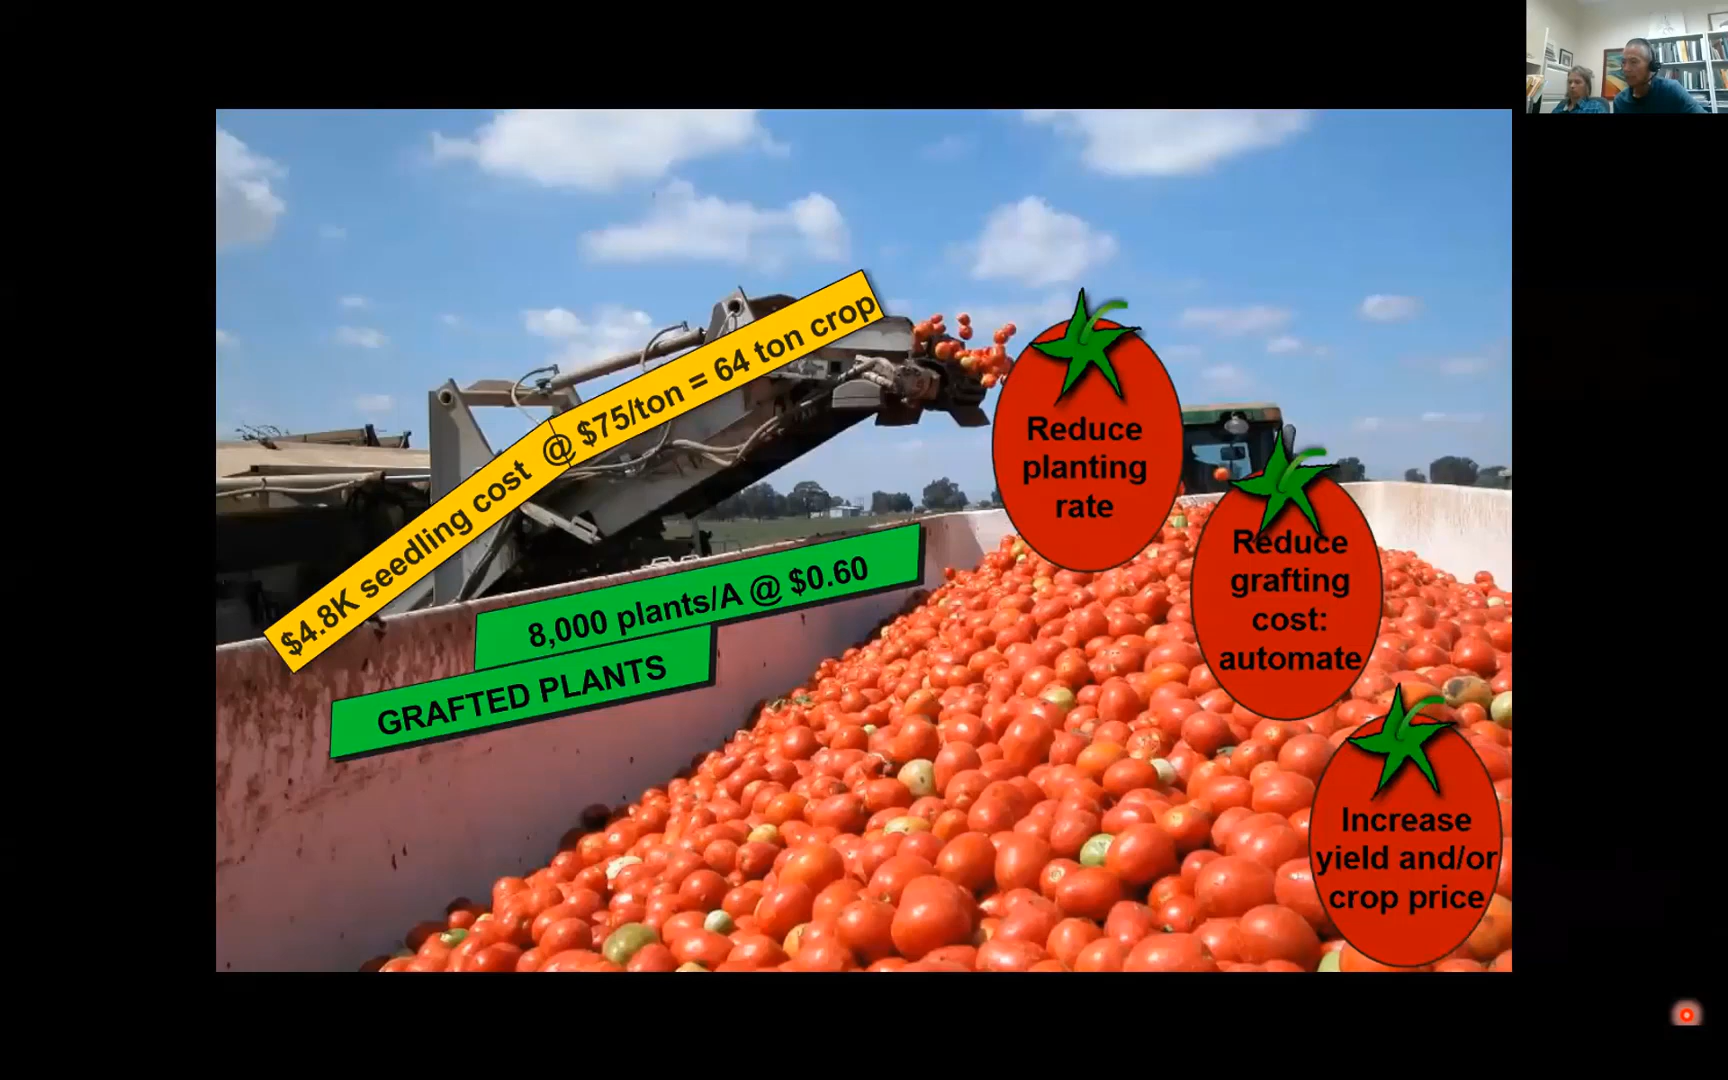 $4.8K seedling cost @ $75/ton = 64 ton crop
8,000 plants/A @ $0.60
GRAFTED PLANTS
Reduce
planting
rate
Reduce
grafting
cost:
automate
Increase
yield and/or
crop price